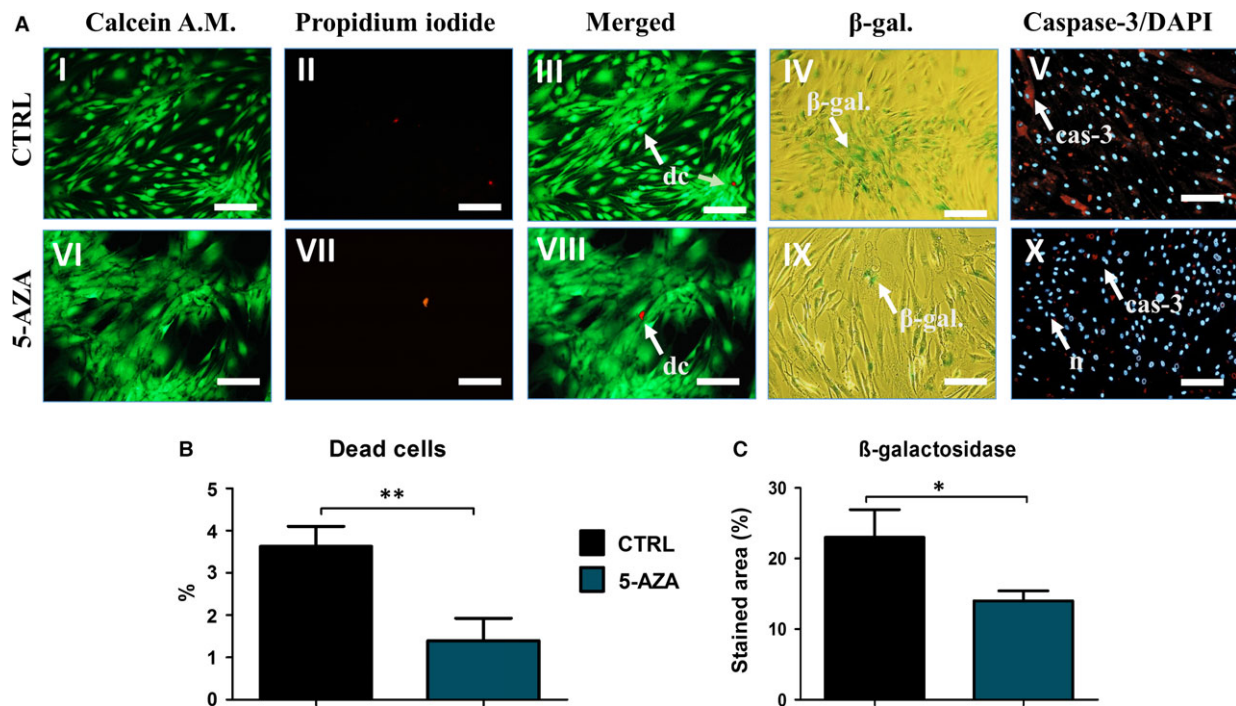 A
Calcein A.M. Propidium iodide Merged β-gal. Caspase-3/DAPI
CTRL
I II III IV V
dc
β-gal.
cas-3
5-AZA
VI VII VIII IX X
dc
β-gal.
cas-3
n
B Dead cells
%
5
4
3
2
1
0
**
CTRL
5-AZA
C ß-galactosidase
Stained area (%)
30
20
10
0
*